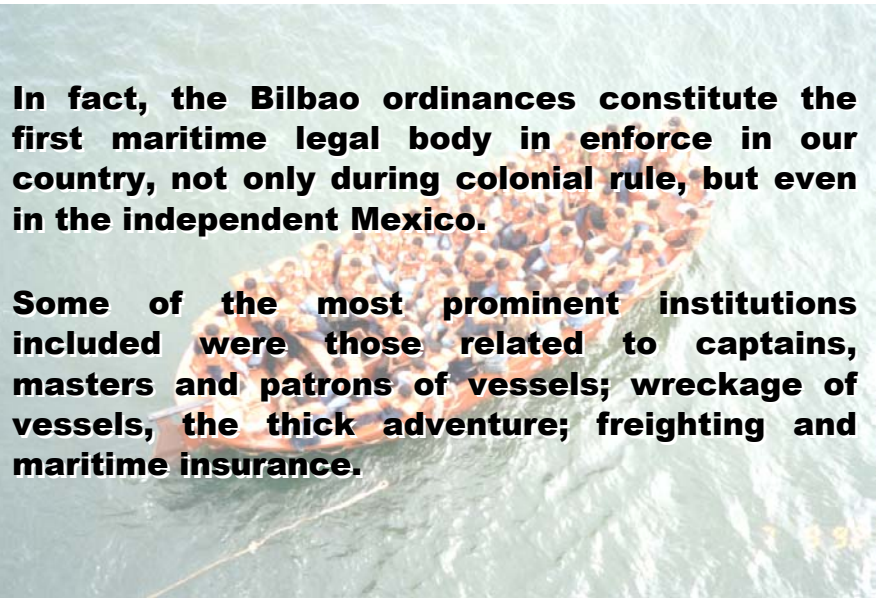 In fact, the Bilbao ordinances constitute the
first maritime legal body in enforce in our
country, not only during colonial rule, but even
in the independent Mexico.
Some of the most prominent institutions
included were those related to captains,
masters and patrons of vessels; wreckage of
vessels, the thick adventure; freighting and
maritime insurance.